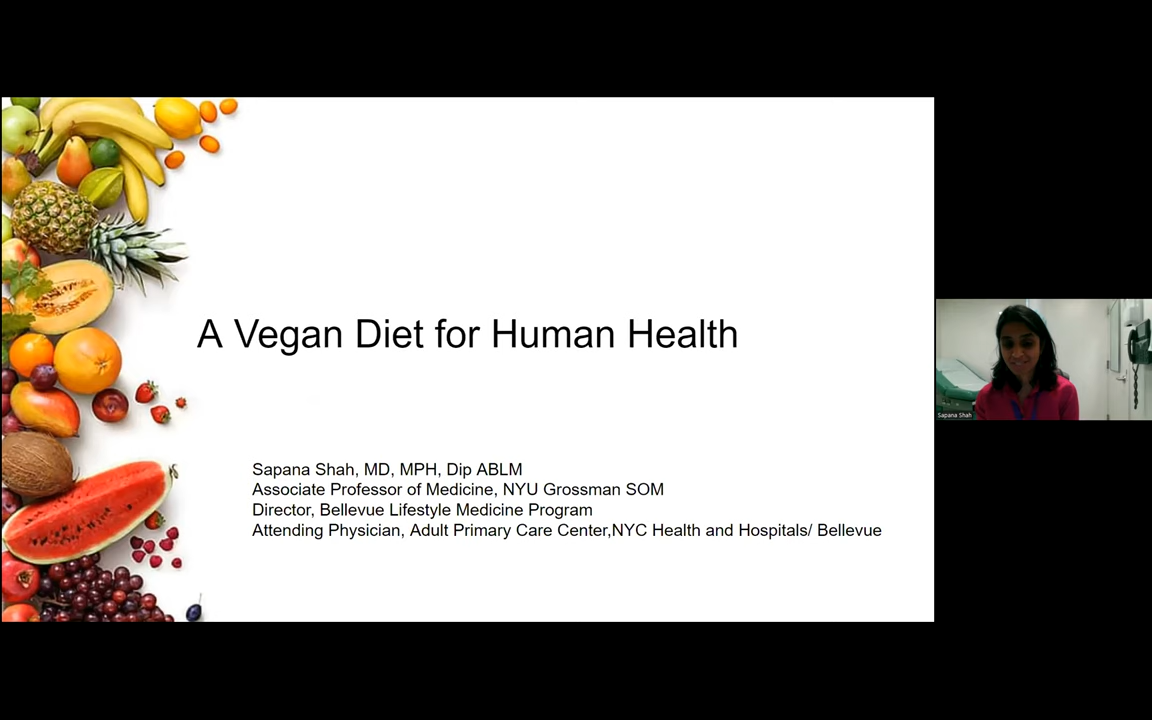 A Vegan Diet for Human Health
Sapana Shah, MD, MPH, Dip ABLM
Associate Professor of Medicine, NYU Grossman SOM
Director, Bellevue Lifestyle Medicine Program
Attending Physician, Adult Primary Care Center,NYC Health and Hospitals/ Bellevue
Sapana Shah